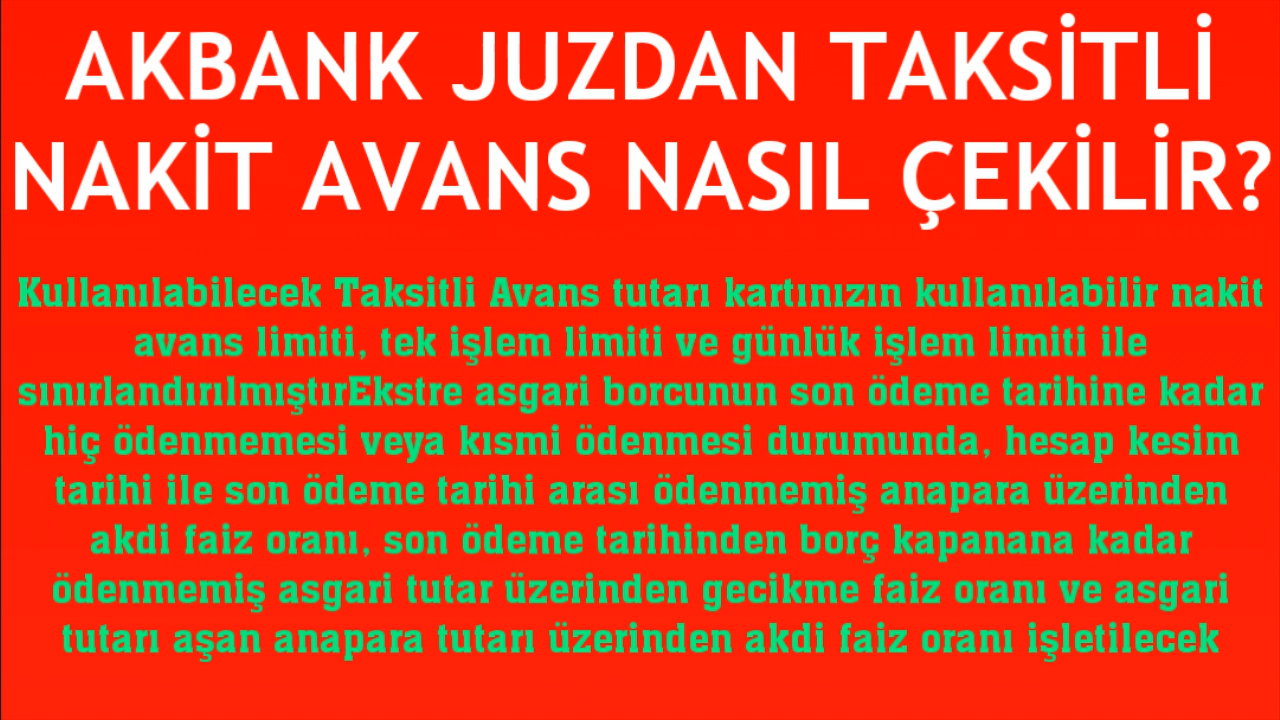 AKBANK JUZDAN TAKSİTLİ
NAKİT AVANS NASIL ÇEKİLİR?
Kullanılabilecek Taksitli Avans tutarı kartınızın kullanılabilir nakit
avans limiti, tek işlem limiti ve günlük işlem limiti ile
sınırlandırılmıştırEkstre asgari borcunun son ödeme tarihine kadar
hiç ödenmemesi veya kısmi ödenmesi durumunda, hesap kesim
tarihi ile son ödeme tarihi arası ödenmemiş anapara üzerinden
akdi faiz oranı, son ödeme tarihinden borç kapanana kadar
ödenmemiş asgari tutar üzerinden gecikme faiz oranı ve asgari
tutarı aşan anapara tutarı üzerinden akdi faiz oranı işletilecek